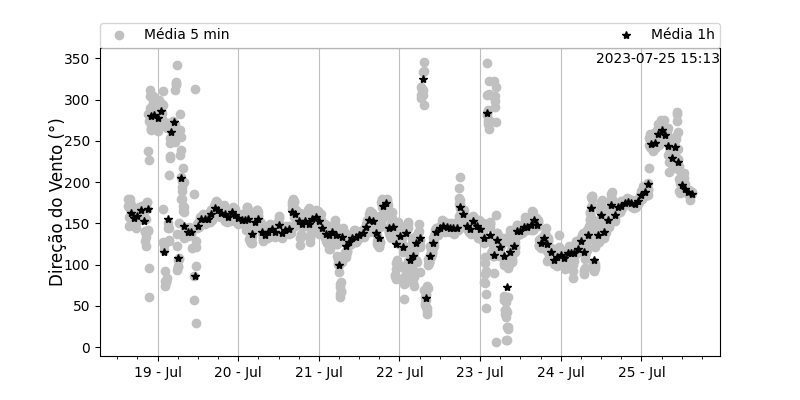 Média 5 min
Média 1h
2023-07-25 15:13
Direção do Vento (°)
350
300
250
200
150
100
50
0
19 - Jul
20 - Jul
21 - Jul
22 - Jul
23 - Jul
24 - Jul
25 - Jul